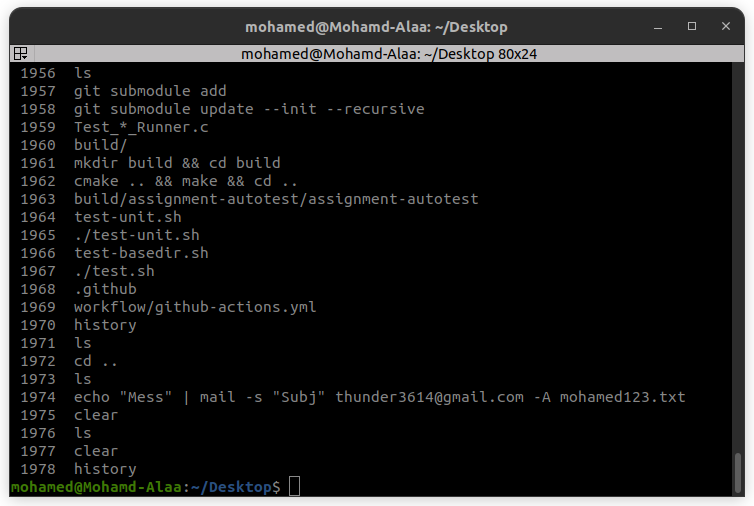 mohamed@Mohamd-Alaa: ~/Desktop
mohamed@Mohamd-Alaa: ~/Desktop 80x24
1956  ls
1957  git submodule add
1958  git submodule update --init --recursive
1959  Test_*_Runner.c
1960  build/
1961  mkdir build && cd build
1962  cmake .. && make && cd ..
1963  build/assignment-autotest/assignment-autotest
1964  test-unit.sh
1965  ./test-unit.sh
1966  test-basedir.sh
1967  ./test.sh
1968  .github
1969  workflow/github-actions.yml
1970  history
1971  ls
1972  cd ..
1973  ls
1974  echo "Mess" | mail -s "Subj" thunder3614@gmail.com -A mohamed123.txt
1975  clear
1976  ls
1977  clear
1978  history
mohamed@Mohamd-Alaa:~/Desktop$